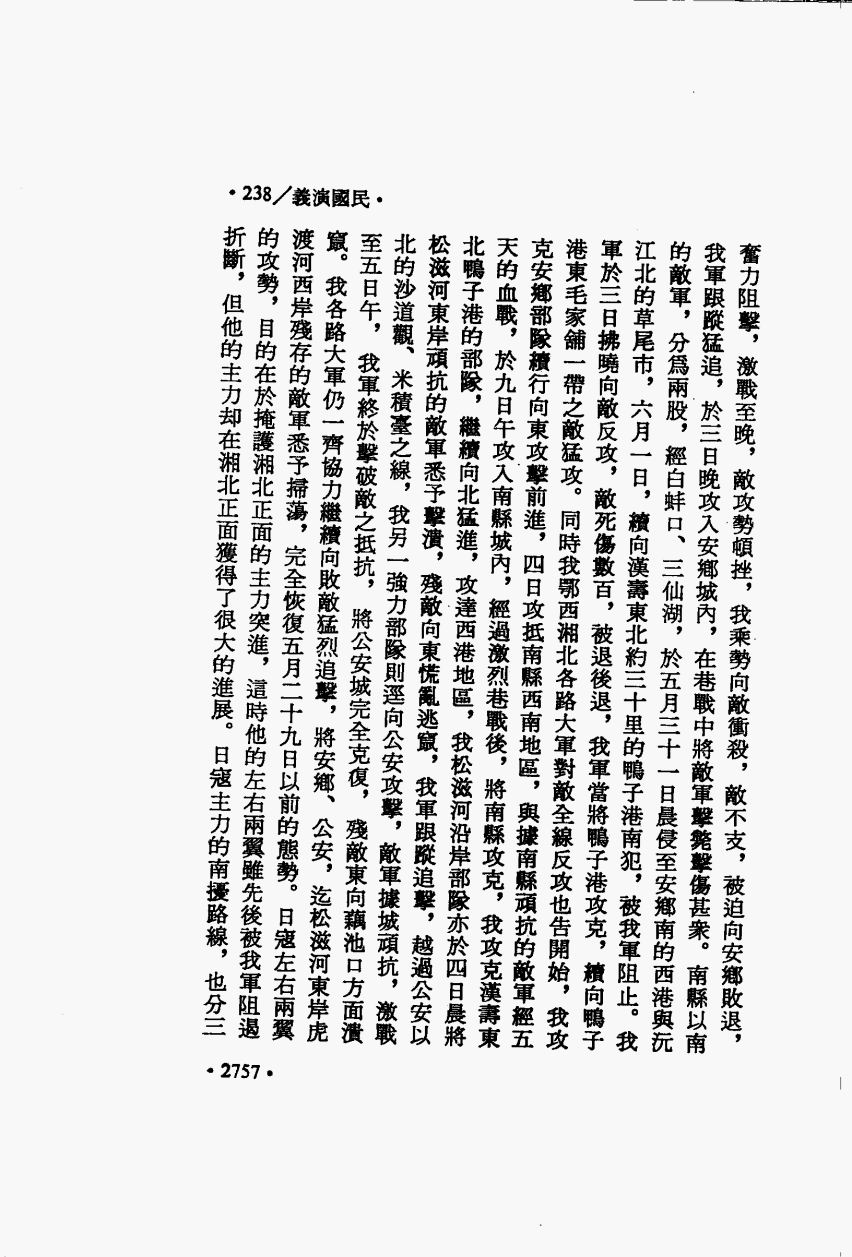 •238／義演國民•
奮力阻擊，激戰至晚，敵攻勢頓挫，我乘勢向敵衝殺，敵不支，被迫向安鄉敗退，
我軍跟蹤猛追，於三日晚攻入安鄉城內，在巷戰中將敵軍擊斃擊傷甚衆。南縣以南
的敵軍，分爲兩股，經白蚌口、三仙湖，於五月三十一日晨侵至安鄉南的西港與沅
江北的草尾市，六月一日，續向漢壽東北約三十里的鴨子港南犯，被我軍阻止。我
軍於三日拂曉向敵反攻，敵死傷數百，被退後退，我軍當將鴨子港攻克，續向鴨子
港東毛家舖一帶之敵猛攻。同時我鄂西湘北各路大軍對敵全線反攻也告開始，我攻
克安鄉部隊續行向東攻擊前進，四日攻抵南縣西南地區，與據南縣頑抗的敵軍經五
天的血戰，於九日午攻入南縣城內，經過激烈巷戰後，將南縣攻克，我攻克漢壽東
北鴨子港的部隊，繼續向北猛進，攻達西港地區，我松滋河沿岸部隊亦於四日晨將
松滋河東岸頑抗的敵軍悉予擊潰，殘敵向東慌亂逃竄，我軍跟蹤追擊，越過公安以
北的沙道觀、米積臺之線，我另一強力部隊則逕向公安攻擊，敵軍據城頑抗，激戰
至五日午，我軍終於擊破敵之抵抗，將公安城完全克復，殘敵東向藕池口方面潰
竄。我各路大軍仍一齊協力繼續向敗敵猛烈追擊，將安鄉、公安，迄松滋河東岸虎
渡河西岸殘存的敵軍悉予掃蕩，完全恢復五月二十九日以前的態勢。日寇左右兩翼
的攻勢，目的在於掩護湘北正面的主力突進，這時他的左右兩翼雖先後被我軍阻遏
折斷，但他的主力却在湘北正面獲得了很大的進展。日寇主力的南擾路線，也分三
•2757•